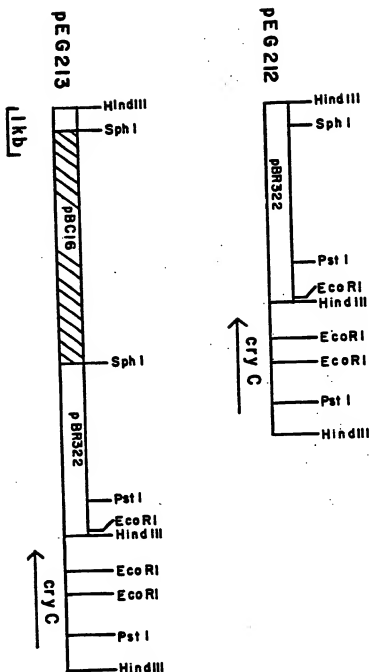 pEG212
HindIII
SphI
pBR322
PstI
EcoRI
HindIII
EcoRI
EcoRI
PstI
HindIII
cryC
pEG213
HindIII
SphI
pBC16
SphI
pBR322
PstI
EcoRI
HindIII
EcoRI
EcoRI
PstI
HindIII
cryC
1kb